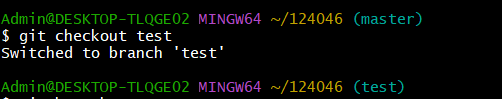 Admin@DESKTOP-TLQGE02 MINGW64 ~/124046 (master)
$ git checkout test
Switched to branch 'test'
Admin@DESKTOP-TLQGE02 MINGW64 ~/124046 (test)